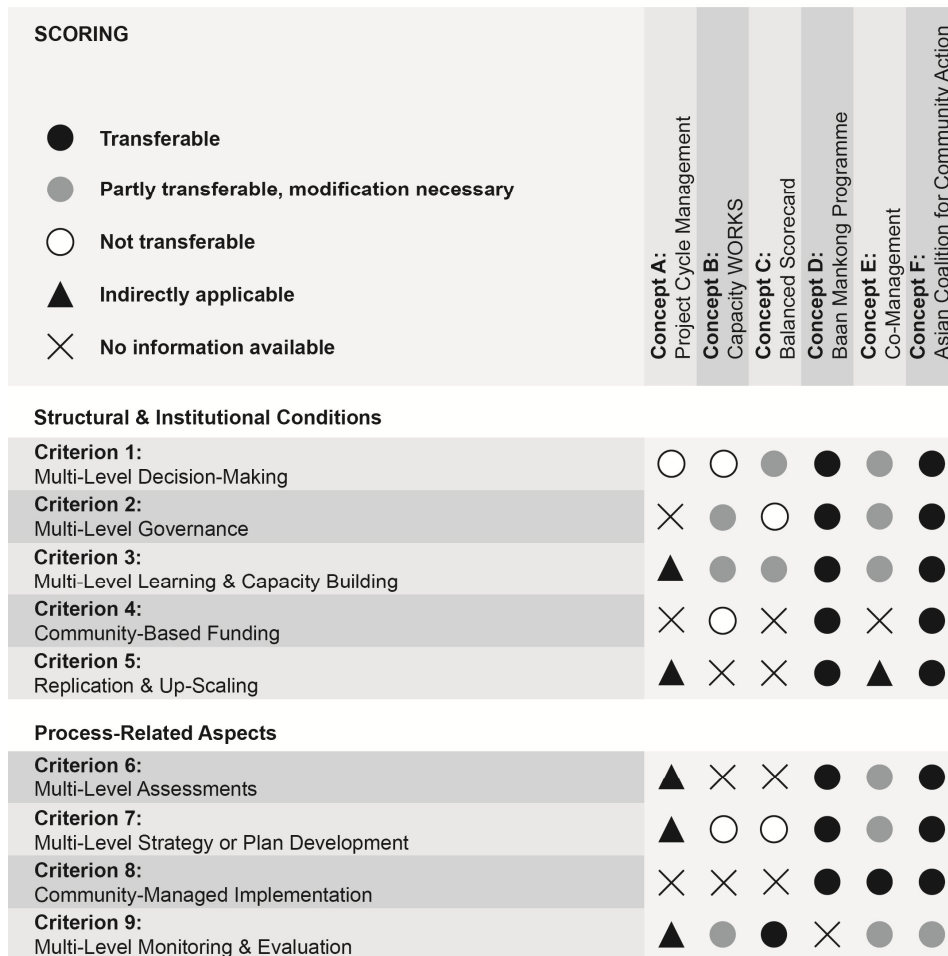 SCORING
Transferable
Partly transferable, modification necessary
Not transferable
Indirectly applicable
No information available
Concept A:
Project Cycle Management
Concept B:
Capacity WORKS
Concept C:
Balanced Scorecard
Concept D:
Baan Mankong Programme
Concept E:
Co-Management
Concept F:
Asian Coalition for Community Action
Structural & Institutional Conditions
Criterion 1:
Multi-Level Decision-Making
Criterion 2:
Multi-Level Governance
Criterion 3:
Multi-Level Learning & Capacity Building
Criterion 4:
Community-Based Funding
Criterion 5:
Replication & Up-Scaling
Process-Related Aspects
Criterion 6:
Multi-Level Assessments
Criterion 7:
Multi-Level Strategy or Plan Development
Criterion 8:
Community-Managed Implementation
Criterion 9:
Multi-Level Monitoring & Evaluation